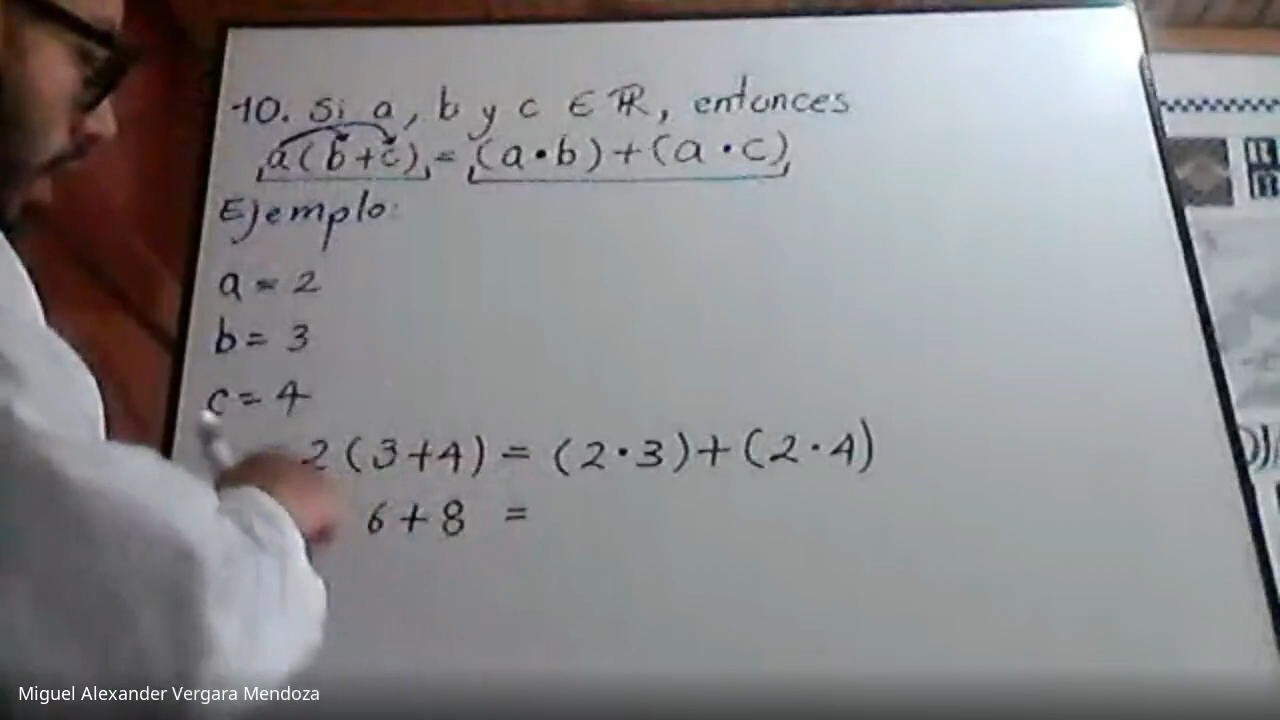 10. Si a, b y c ∈ ℝ, entonces
a(b+c) = (a•b)+(a•c)
Ejemplo:
a = 2
b = 3
c = 4
2(3+4) = (2•3)+(2•4)
6+8 =
Miguel Alexander Vergara Mendoza